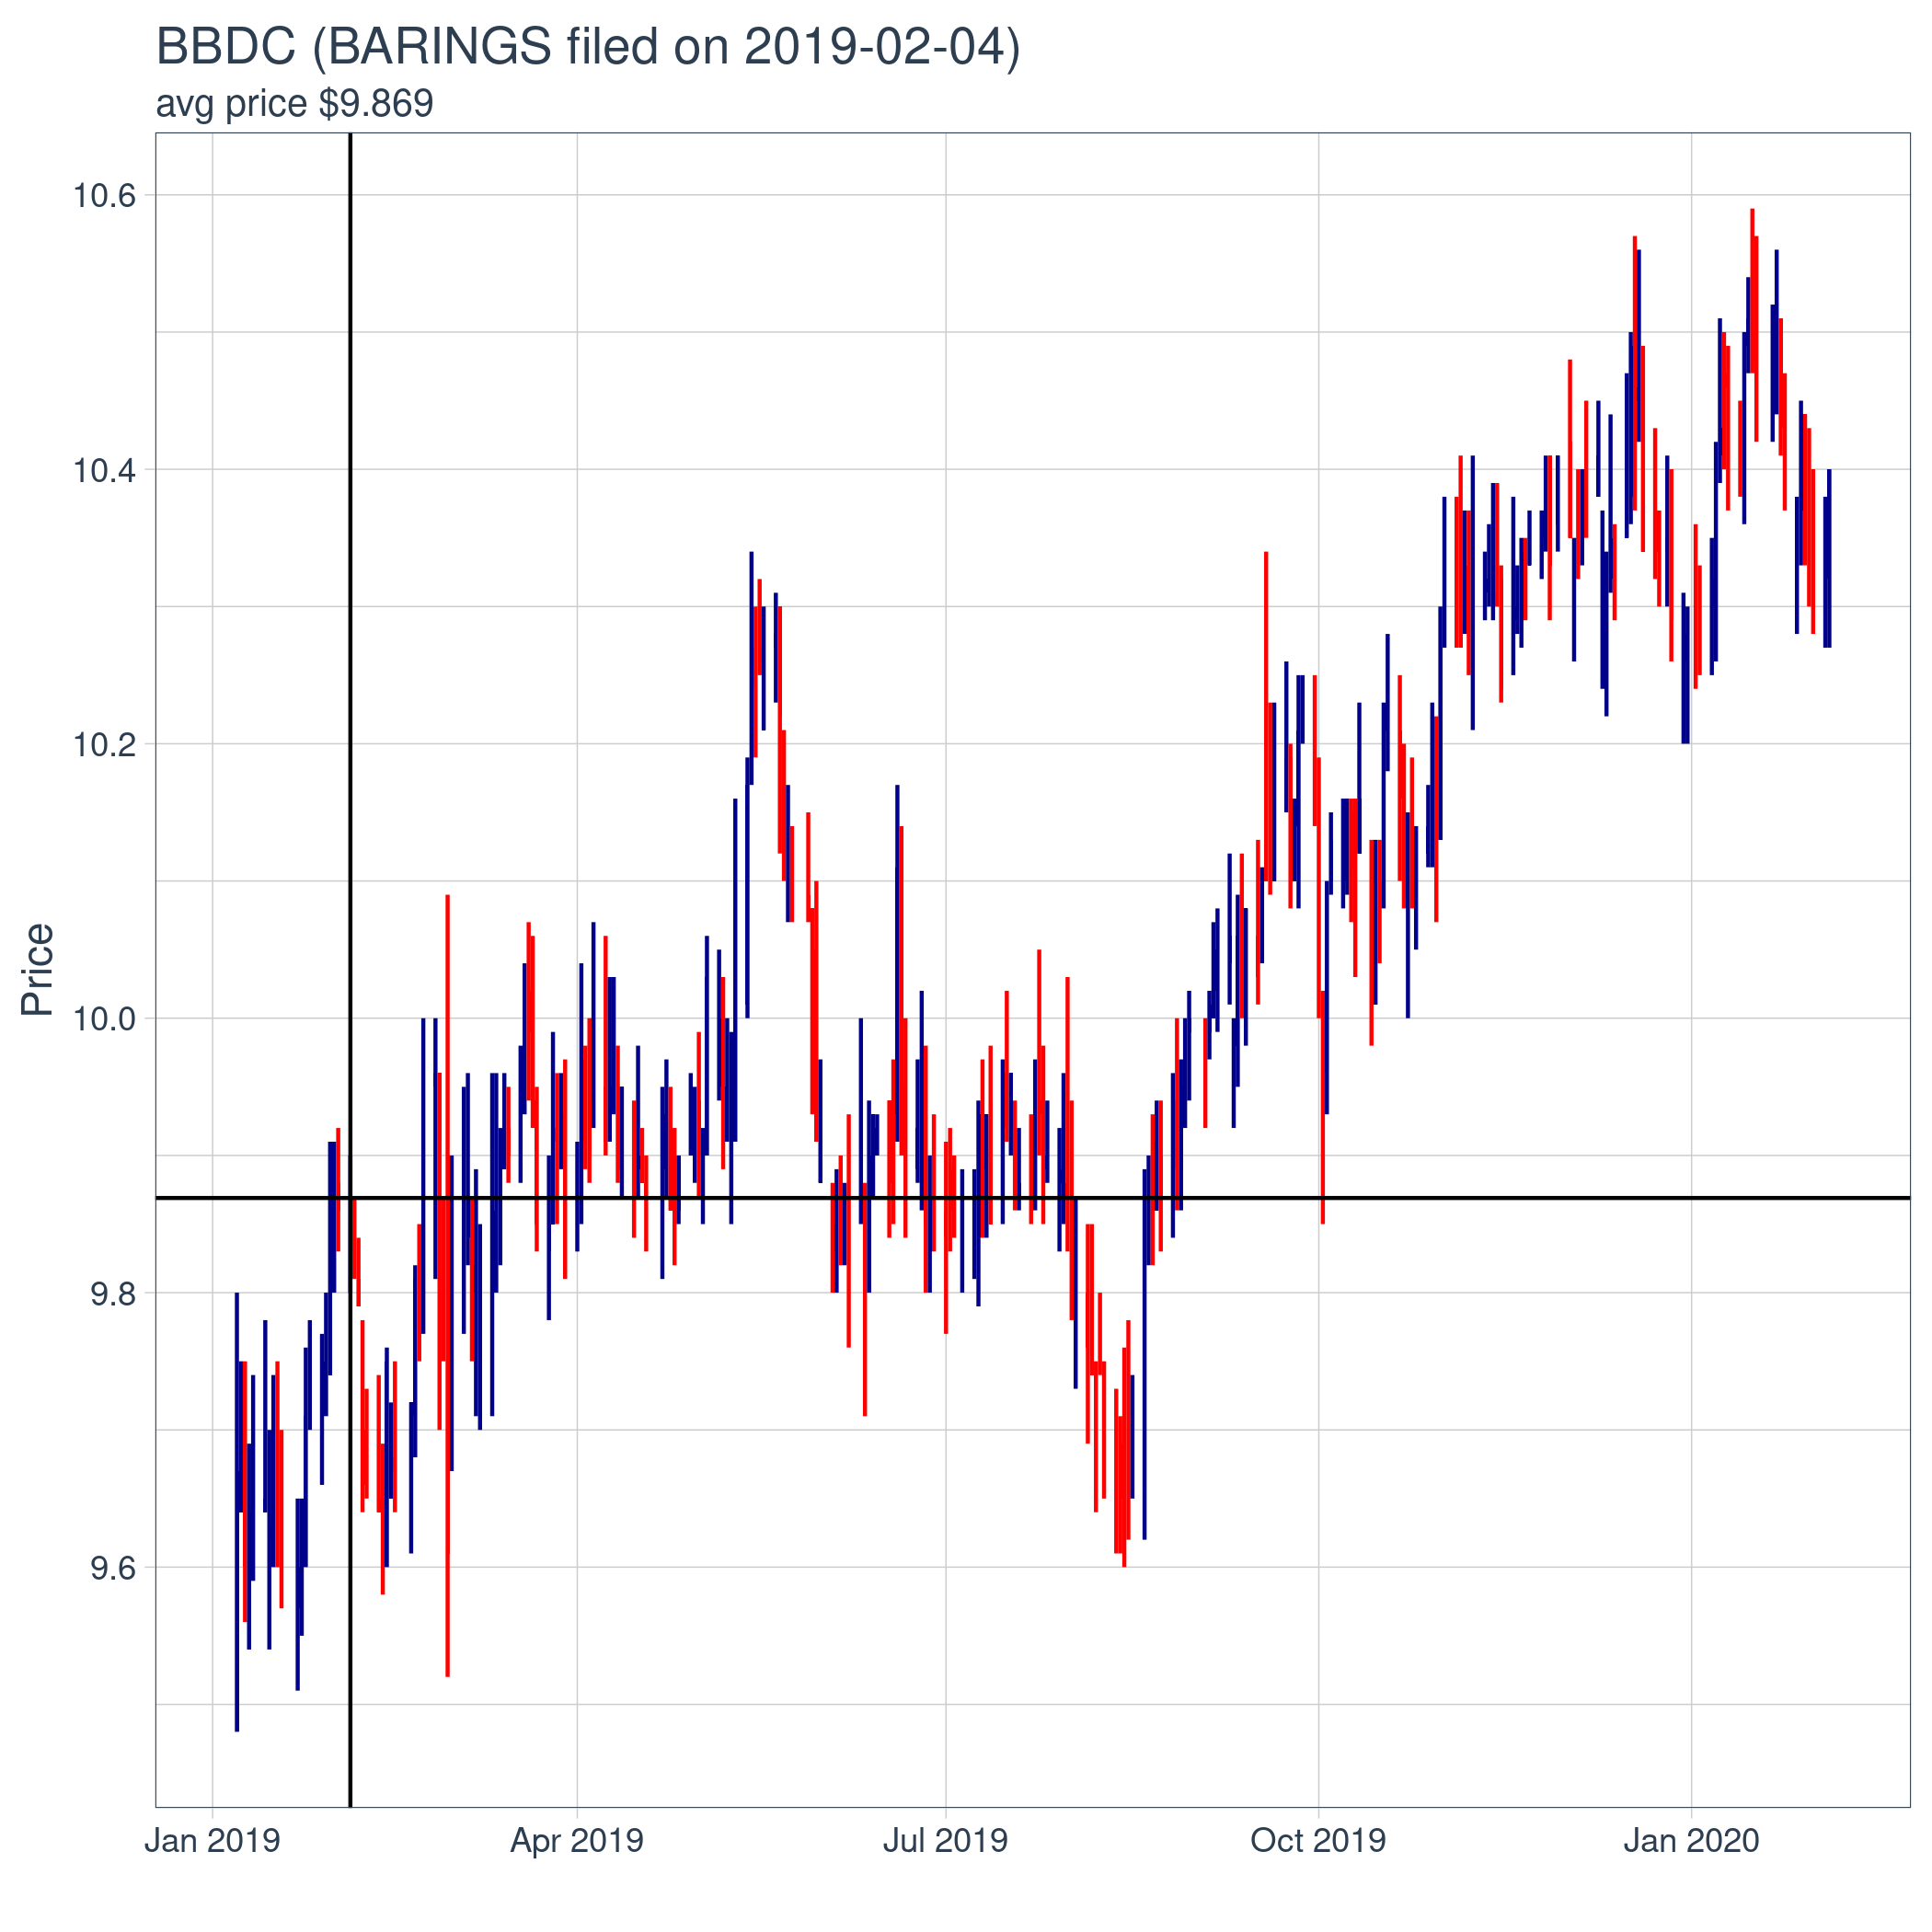 BBDC (BARINGS filed on 2019-02-04)
avg price $9.869
10.6
10.4
10.2
10.0
9.8
9.6
Price
Jan 2019
Apr 2019
Jul 2019
Oct 2019
Jan 2020